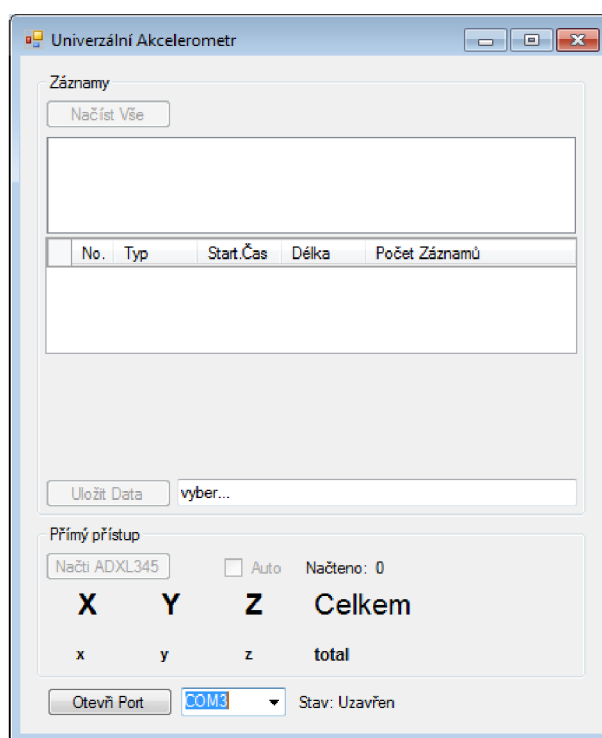 Univerzální Akcelerometr
Záznamy
Načíst Vše
No. Typ Start.Čas Délka Počet Záznamů
Uložit Data vyber...
Přímý přístup
Načti ADXL345 Auto Načteno: 0
X Y Z Celkem
x y z total
Otevři Port COM3 Stav: Uzavřen